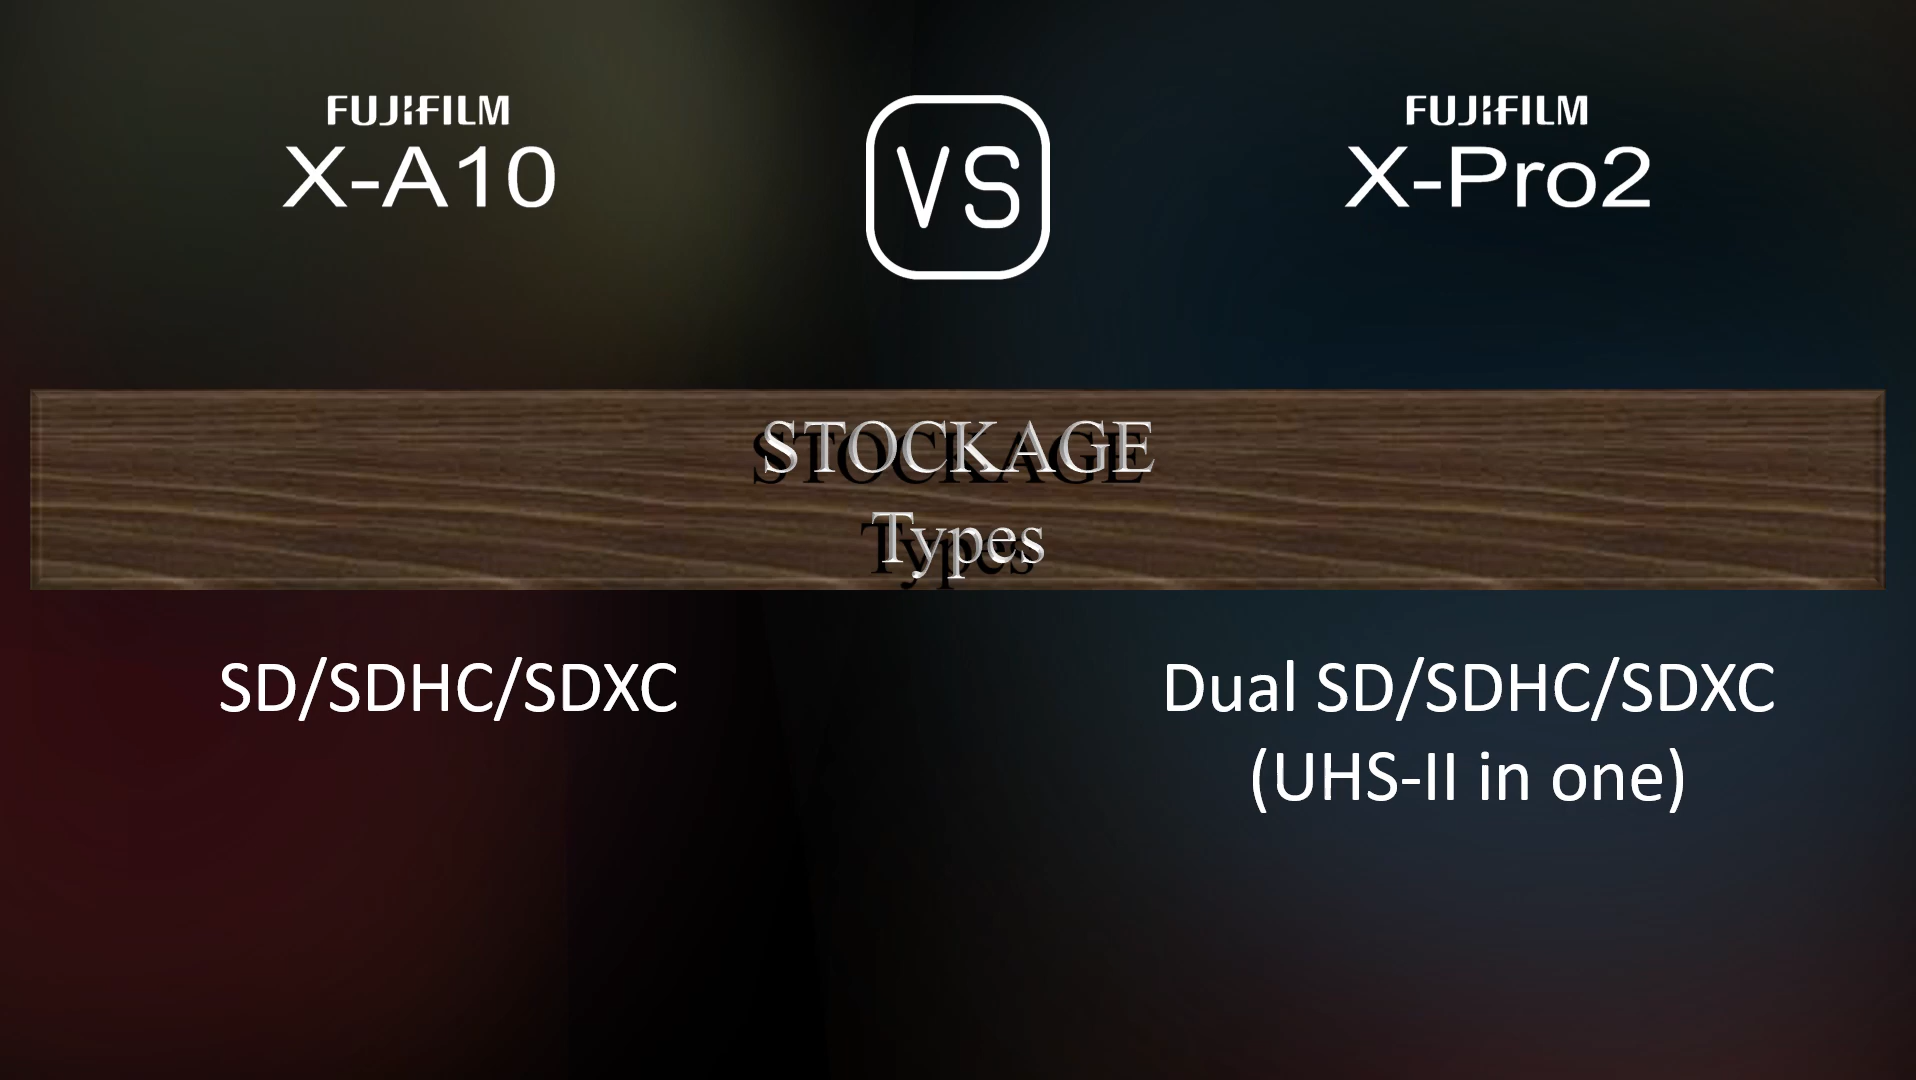 FUJIFILM
X-A10
VS
FUJIFILM
X-Pro2
STOCKAGE
Types
SD/SDHC/SDXC
Dual SD/SDHC/SDXC
(UHS-II in one)